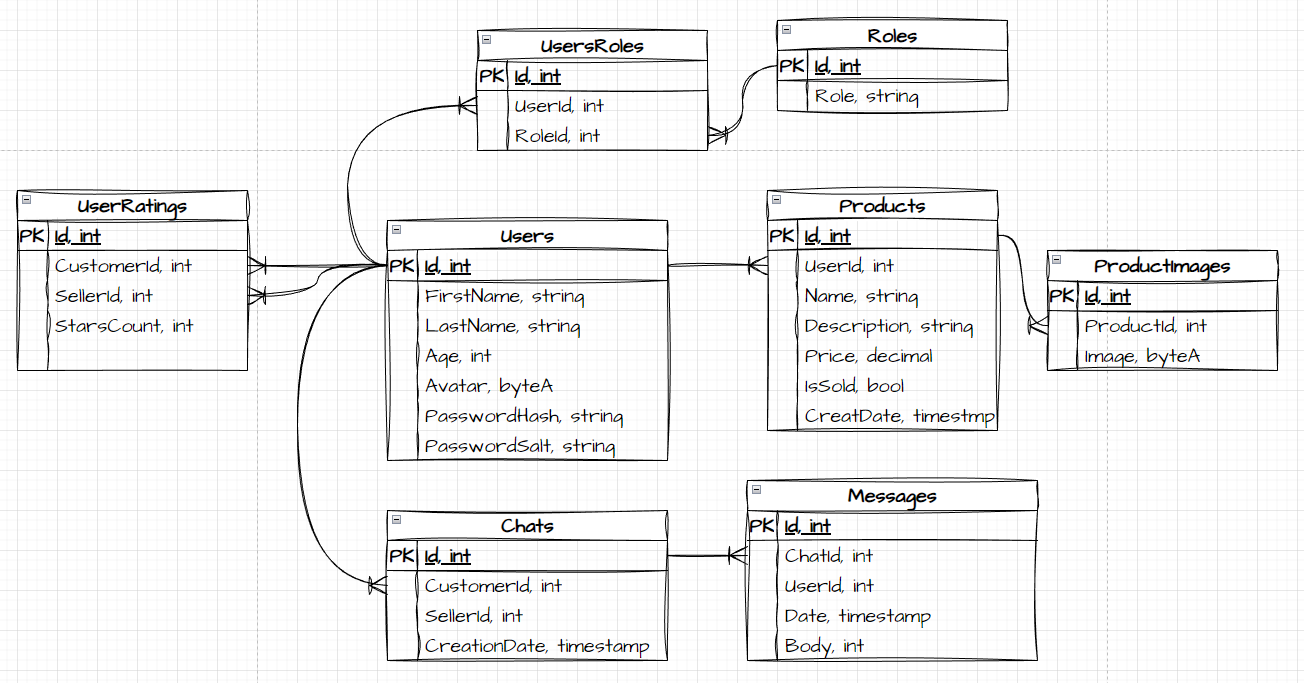 UsersRoles
PK Id, int
UserId, int
RoleId, int
Roles
PK Id, int
Role, string
UserRatings
PK Id, int
CustomerId, int
SellerId, int
StarsCount, int
Users
PK Id, int
FirstName, string
LastName, string
Age, int
Avatar, byteA
PasswordHash, string
PasswordSalt, string
Products
PK Id, int
UserId, int
Name, string
Description, string
Price, decimal
IsSold, bool
CreatDate, timestmp
ProductImages
PK Id, int
ProductId, int
Image, byteA
Chats
PK Id, int
CustomerId, int
SellerId, int
CreationDate, timestamp
Messages
PK Id, int
ChatId, int
UserId, int
Date, timestamp
Body, int